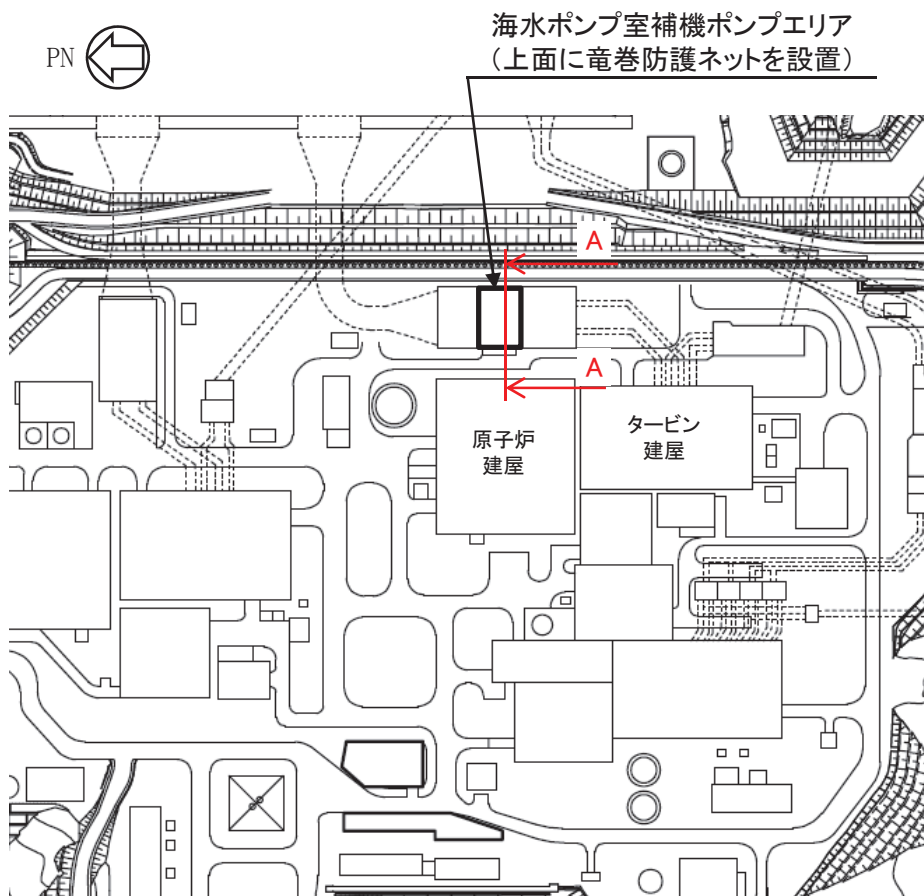 海水ポンプ室補機ポンプエリア
(上面に竜巻防護ネットを設置)
PN
A
A
原子炉
建屋
タービン
建屋